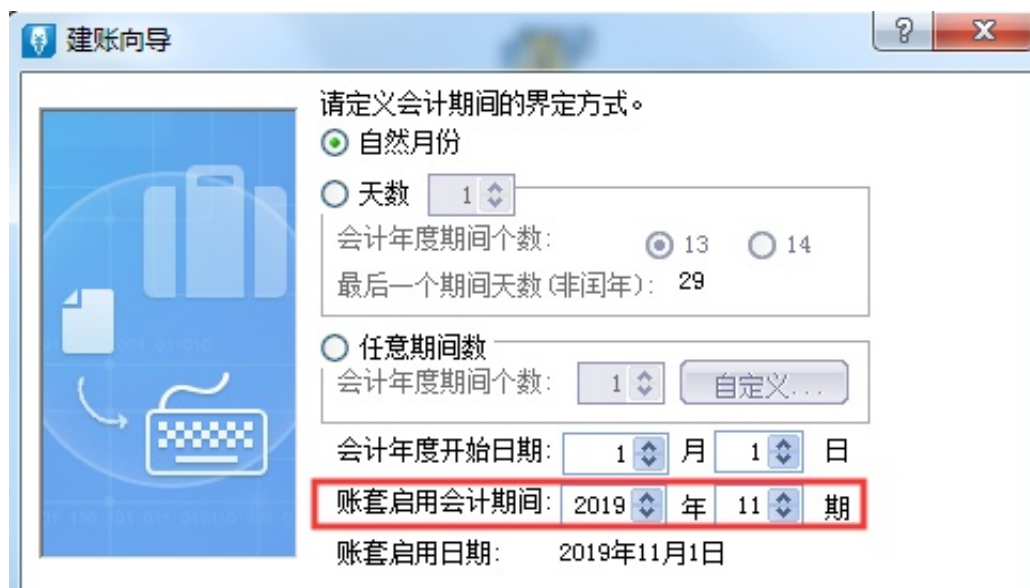 建账向导
请定义会计期间的界定方式。
自然月份
天数 1
会计年度期间个数: 13 14
最后一个期间天数(非闰年): 29
任意期间数
会计年度期间个数: 1 自定义...
会计年度开始日期: 1 月 1 日
账套启用会计期间: 2019 年 11 期
账套启用日期: 2019年11月1日